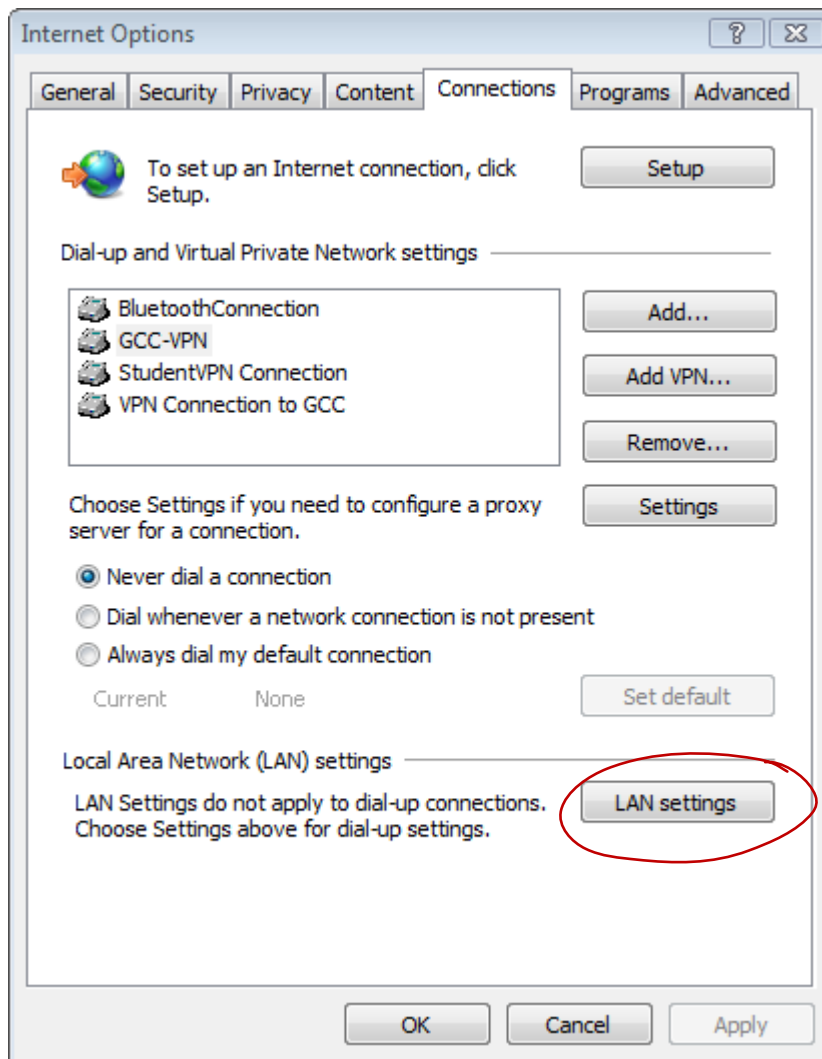 Internet Options
General Security Privacy Content Connections Programs Advanced
To set up an Internet connection, click
Setup.
Setup
Dial-up and Virtual Private Network settings
BluetoothConnection
GCC-VPN
StudentVPN Connection
VPN Connection to GCC
Add...
Add VPN...
Remove...
Choose Settings if you need to configure a proxy
server for a connection.
Settings
Never dial a connection
Dial whenever a network connection is not present
Always dial my default connection
Current None
Set default
Local Area Network (LAN) settings
LAN Settings do not apply to dial-up connections.
Choose Settings above for dial-up settings.
LAN settings
OK Cancel Apply